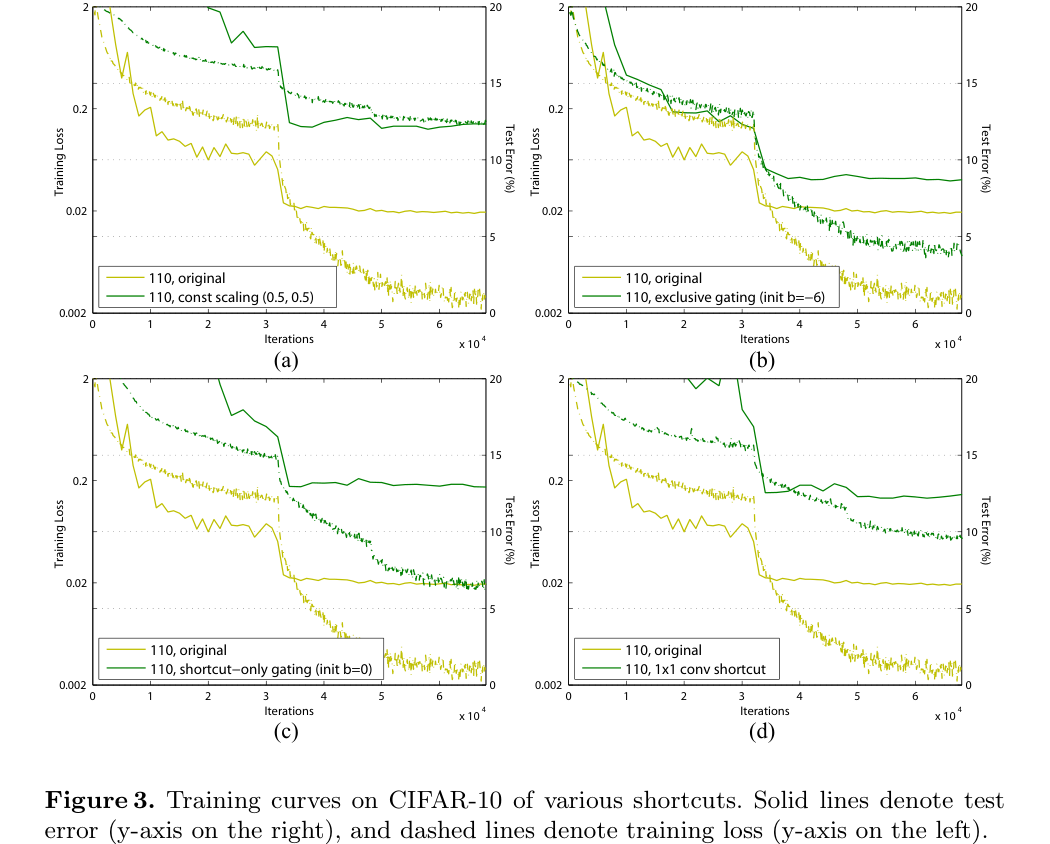 2
0.2
0.02
0.002
Training Loss
20
15
10
5
0
Test Error (%)
0 1 2 3 4 5 6
Iterations
x 10 4
110, original
110, const scaling (0.5, 0.5)
(a)
2
0.2
0.02
0.002
Training Loss
20
15
10
5
0
Test Error (%)
0 1 2 3 4 5 6
Iterations
x 10 4
110, original
110, exclusive gating (init b=−6)
(b)
2
0.2
0.02
0.002
Training Loss
20
15
10
5
0
Test Error (%)
0 1 2 3 4 5 6
Iterations
x 10 4
110, original
110, shortcut−only gating (init b=0)
(c)
2
0.2
0.02
0.002
Training Loss
20
15
10
5
0
Test Error (%)
0 1 2 3 4 5 6
Iterations
x 10 4
110, original
110, 1x1 conv shortcut
(d)
Figure 3. Training curves on CIFAR-10 of various shortcuts. Solid lines denote test
error (y-axis on the right), and dashed lines denote training loss (y-axis on the left).